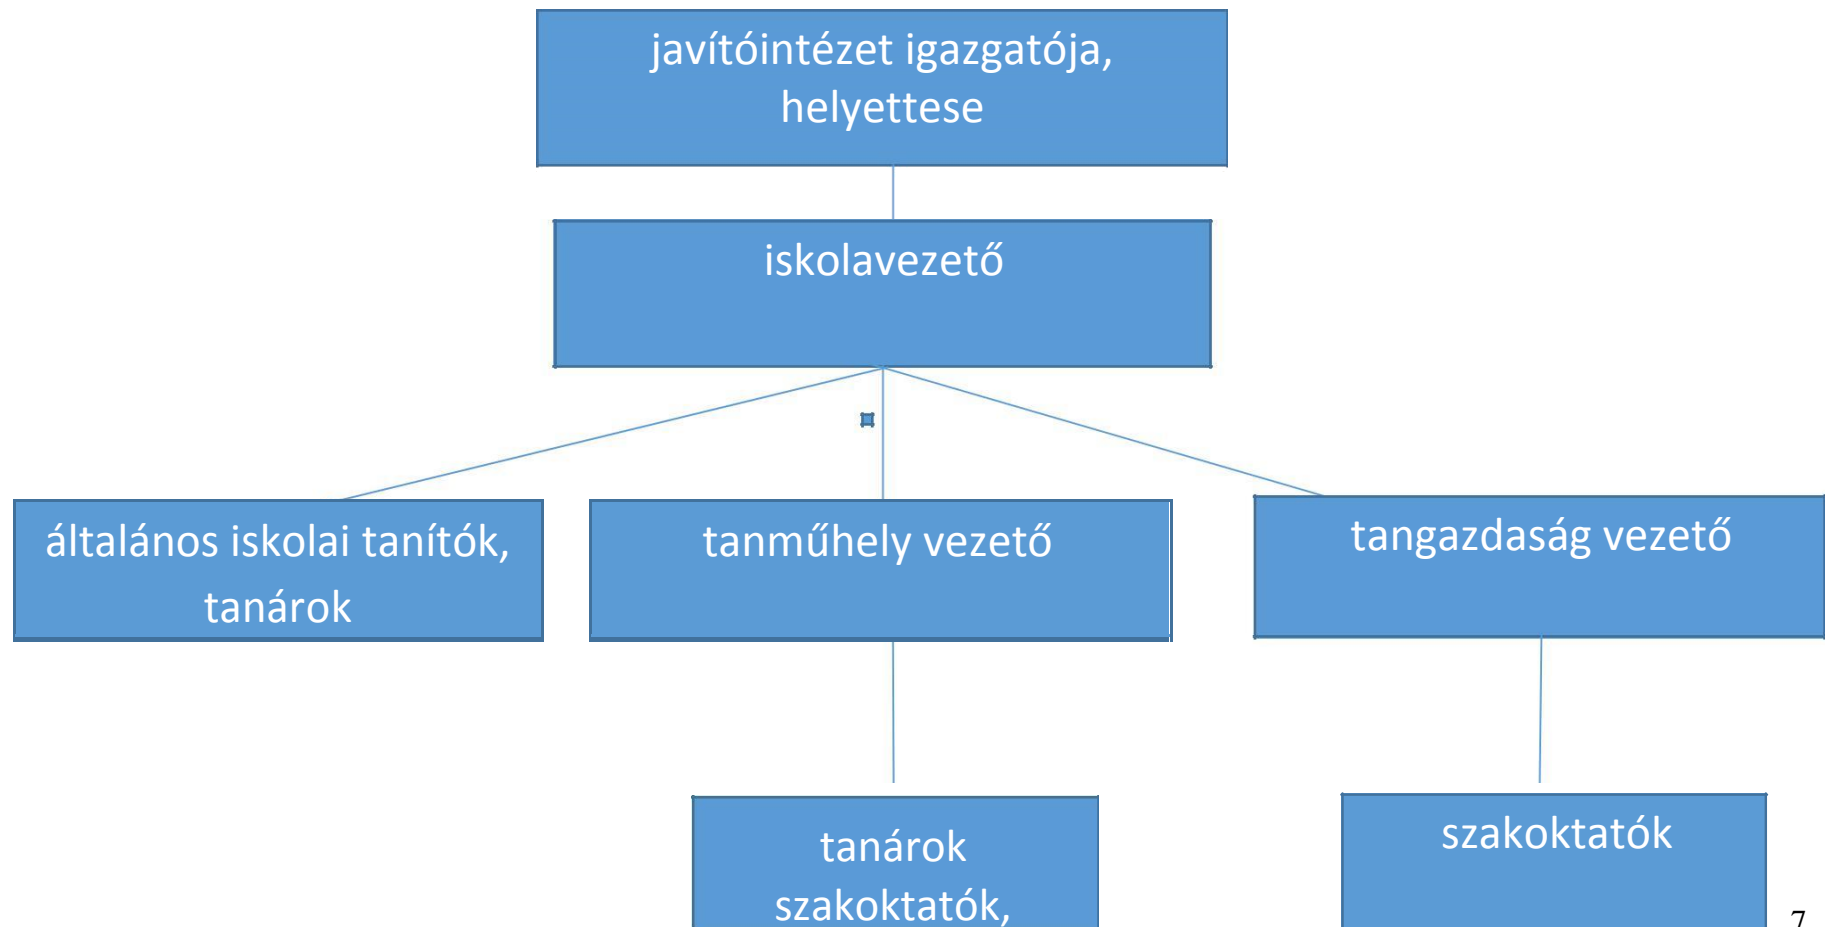 javítóintézet igazgatója,
helyettese
iskolavezető
általános iskolai tanítók,
tanárok
tanműhely vezető
tangazdaság vezető
tanárok
szakoktatók,
szakoktatók
7